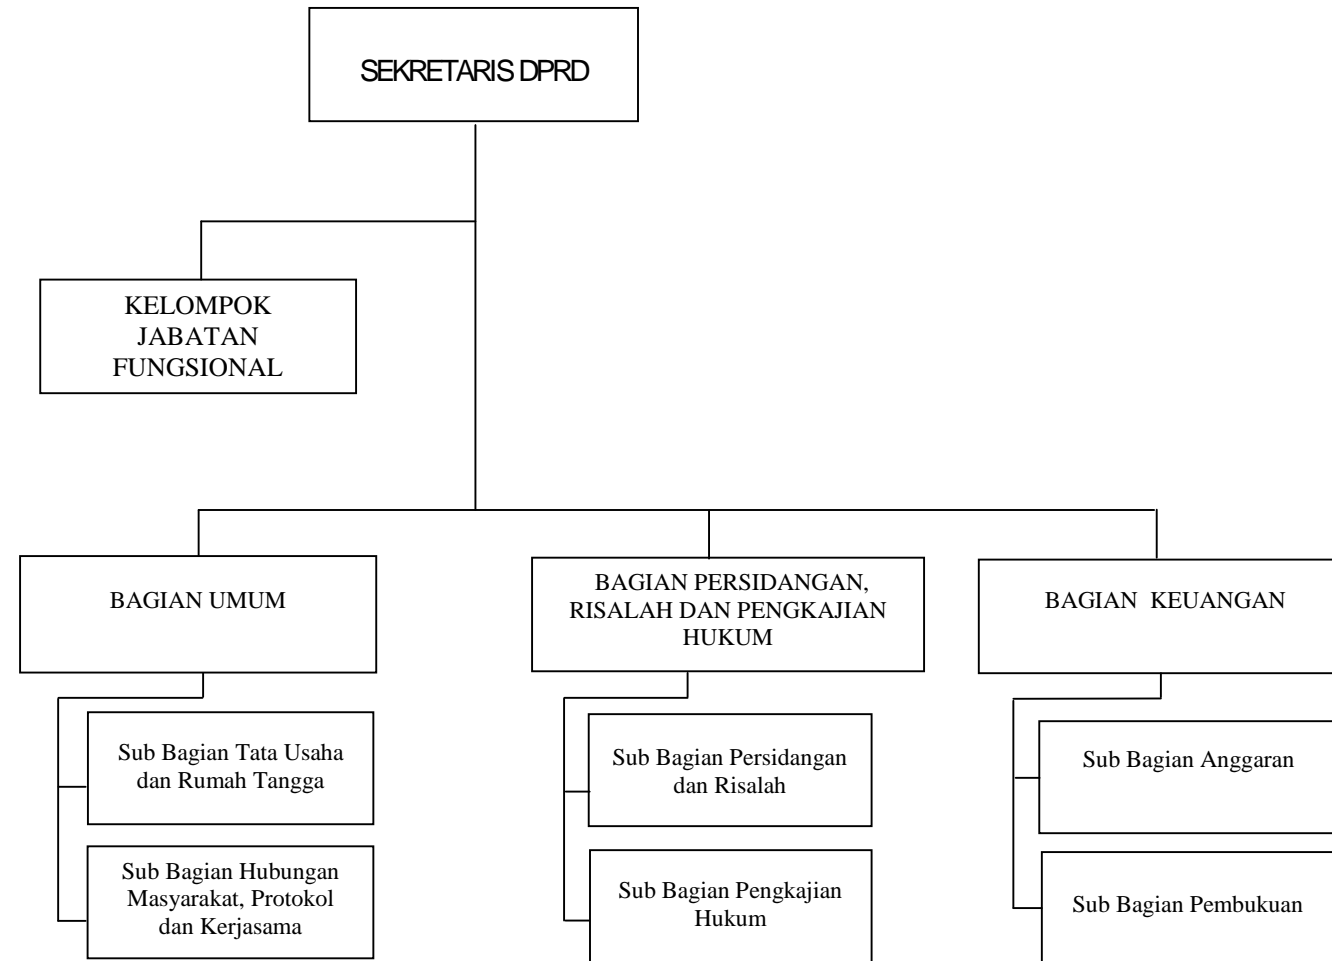 SEKRETARIS DPRD
KELOMPOK
JABATAN
FUNGSIONAL
BAGIAN UMUM
BAGIAN PERSIDANGAN,
RISALAH DAN PENGKAJIAN
HUKUM
BAGIAN KEUANGAN
Sub Bagian Tata Usaha
dan Rumah Tangga
Sub Bagian Persidangan
dan Risalah
Sub Bagian Anggaran
Sub Bagian Hubungan
Masyarakat, Protokol
dan Kerjasama
Sub Bagian Pengkajian
Hukum
Sub Bagian Pembukuan